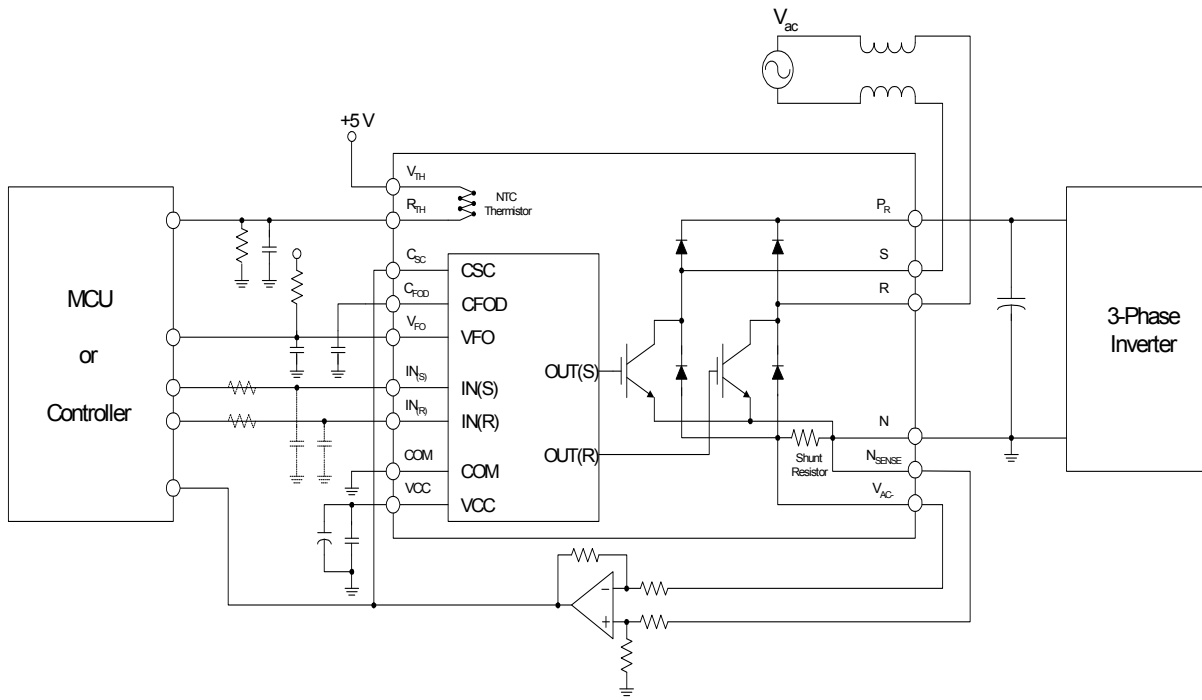 V_ac
+5 V
V_TH
NTC
Thermistor
R_TH
P_R
C_SC
CSC
S
C_FOD
CFOD
R
V_FO
VFO
MCU
or
Controller
3-Phase
Inverter
OUT(S)
IN_(S)
IN(S)
IN_(R)
IN(R)
N
COM
COM
OUT(R)
Shunt
Resistor
N_SENSE
VCC
VCC
V_AC-
−
+